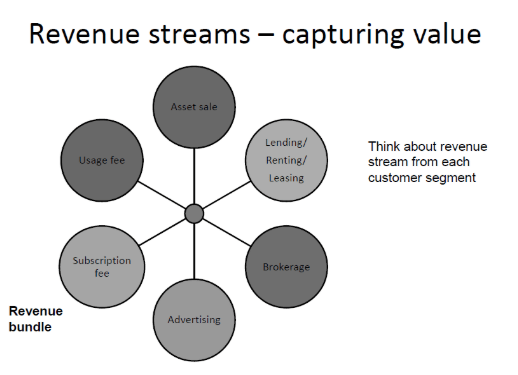 Revenue streams – capturing value
Asset sale
Usage fee
Lending/
Renting/
Leasing
Think about revenue
stream from each
customer segment
Subscription
fee
Brokerage
Revenue
bundle
Advertising